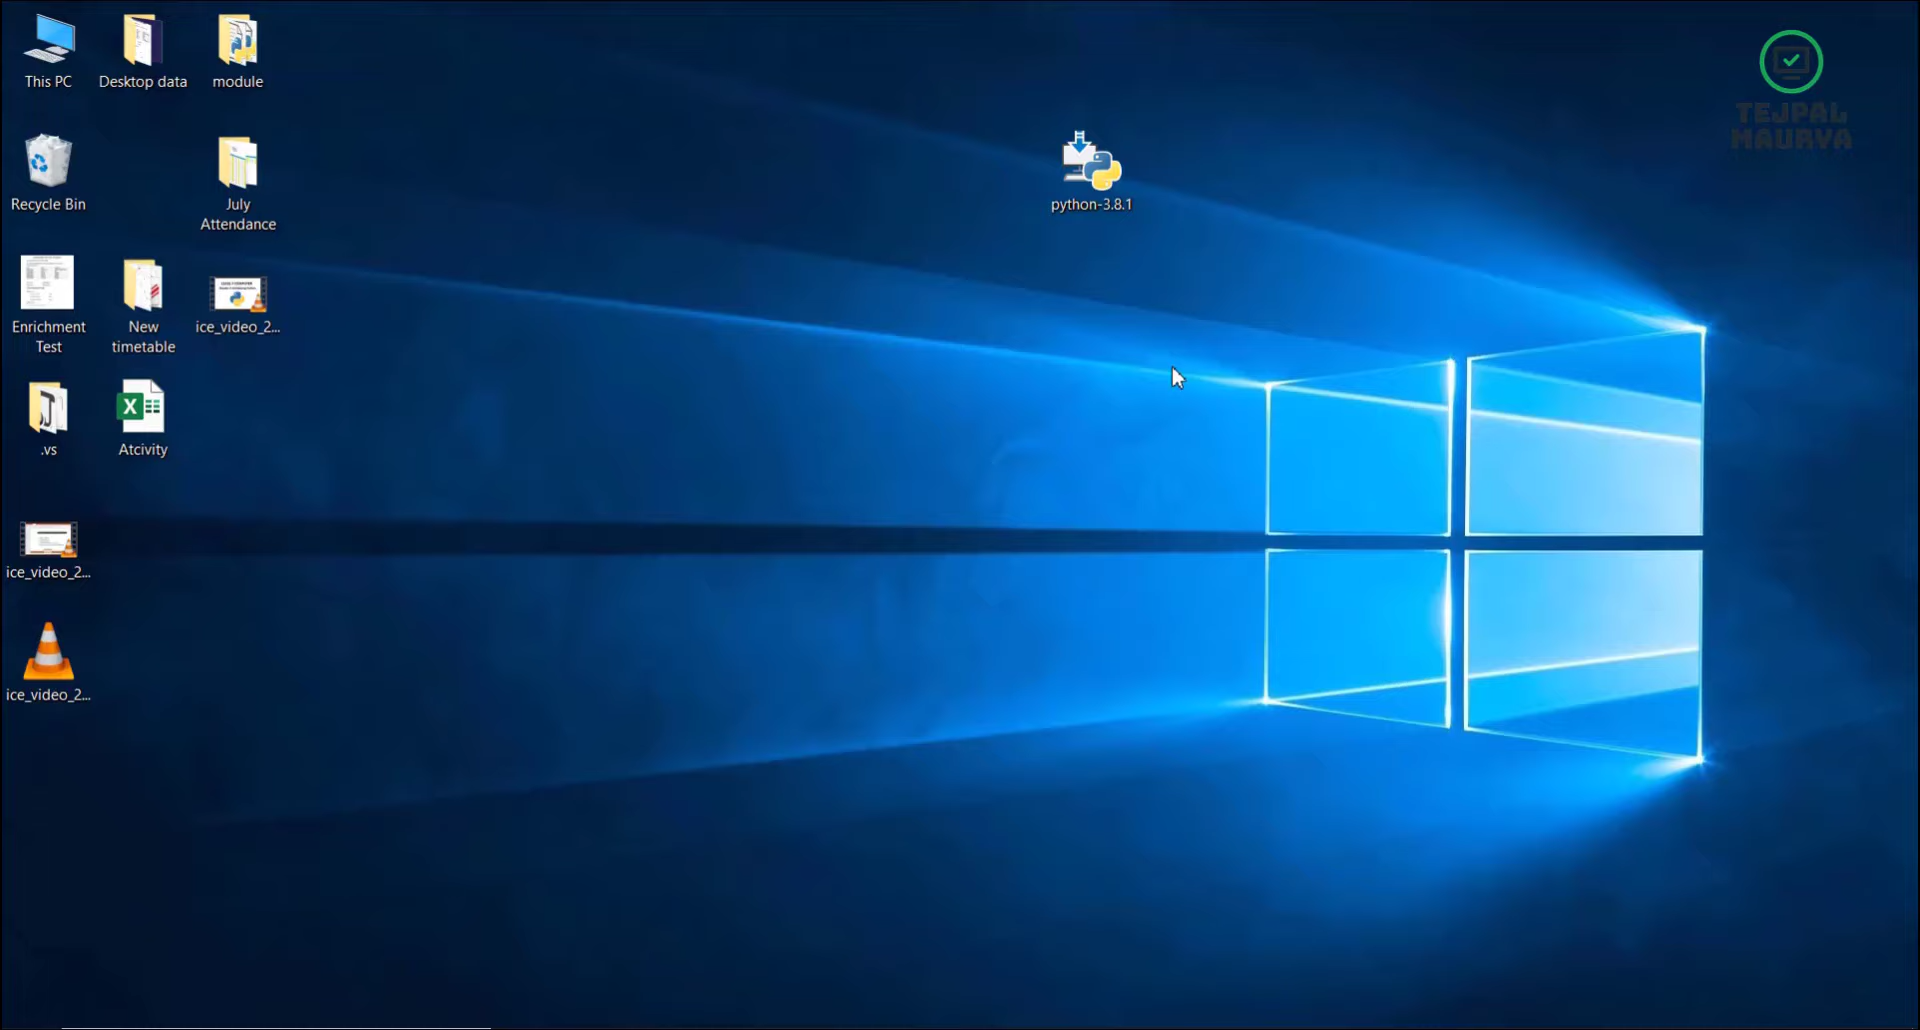 This PC
Desktop data
module
TEJPAL
MAURYA
Recycle Bin
July
Attendance
python-3.8.1
Enrichment
Test
New
timetable
ice_video_2...
.vs
Atcivity
ice_video_2...
ice_video_2...